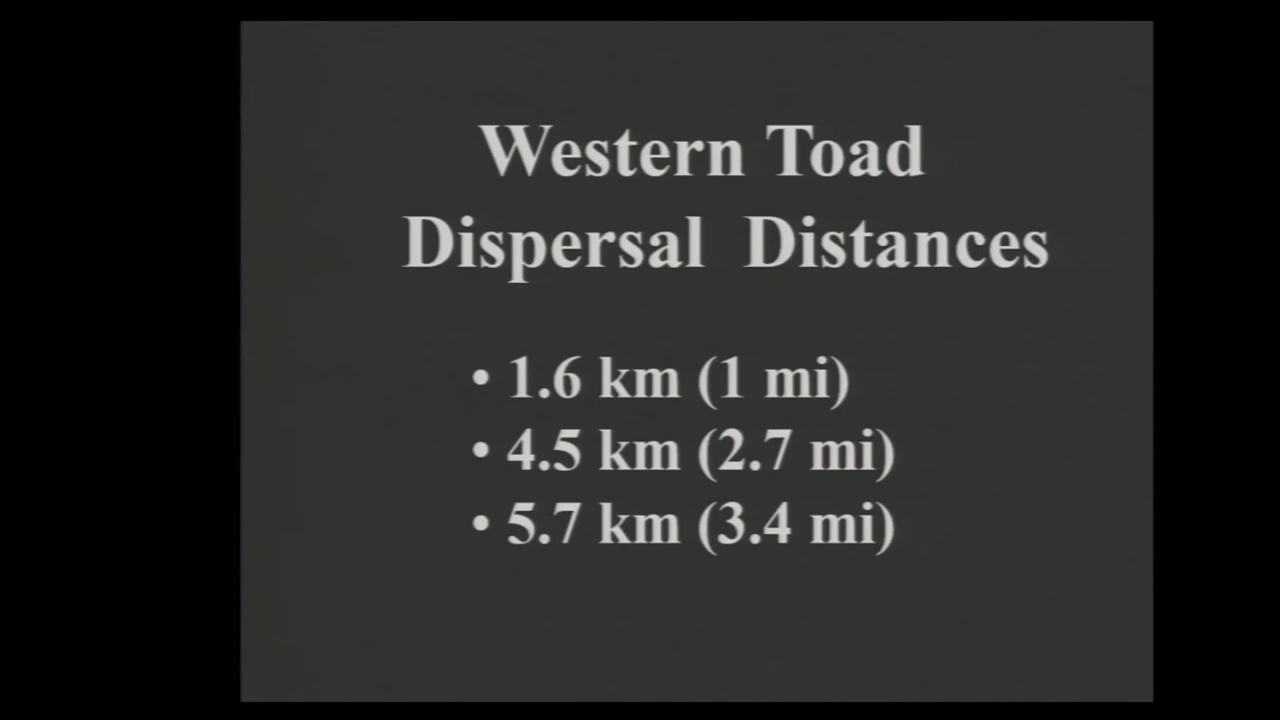 Western Toad
Dispersal Distances
• 1.6 km (1 mi)
• 4.5 km (2.7 mi)
• 5.7 km (3.4 mi)